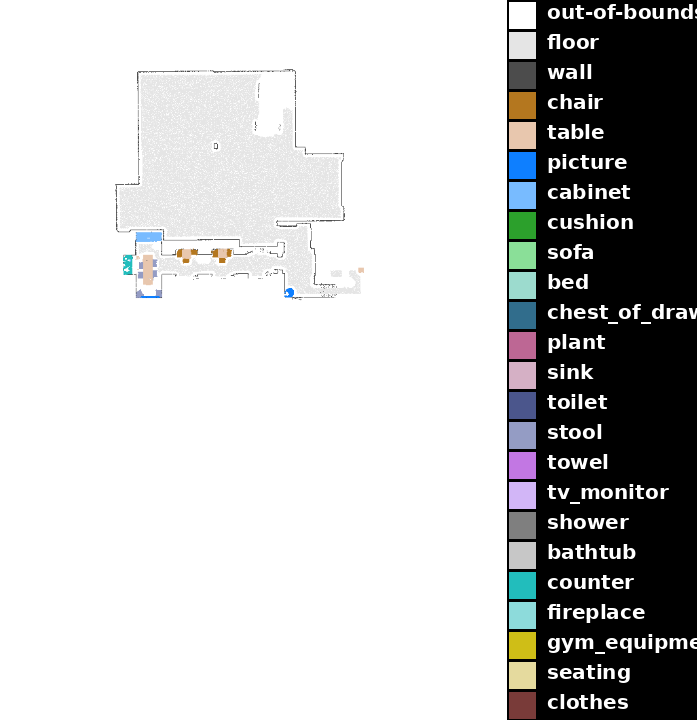 out-of-bounds
floor
wall
chair
table
picture
cabinet
cushion
sofa
bed
chest_of_draw
plant
sink
toilet
stool
towel
tv_monitor
shower
bathtub
counter
fireplace
gym_equipme
seating
clothes